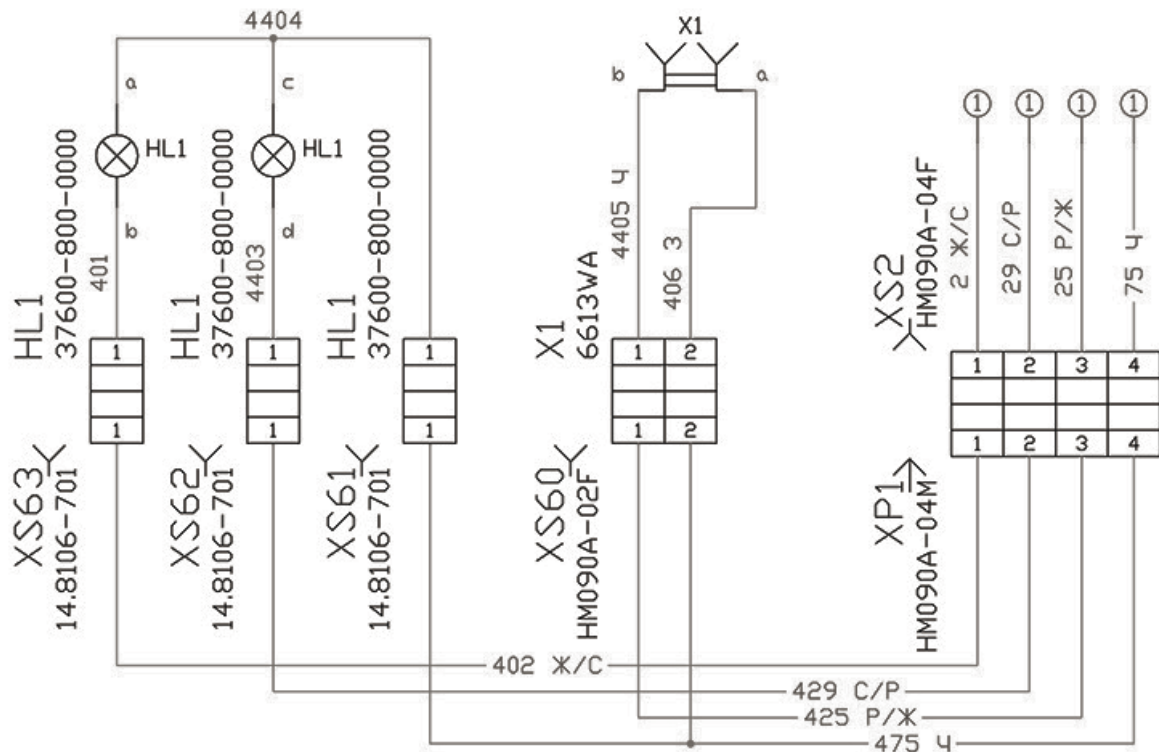 4404
X1
a
c
b
a
1
1
1
1
HL1
HL1
b
d
401
4403
4405 Ч
406 З
2 Ж/С
29 С/Р
25 Р/Ж
75 Ч
HL1
37600-800-0000
HL1
37600-800-0000
HL1
37600-800-0000
X1
6613WA
XS2
HM090A-04F
1
1
1
1 2
1 2 3 4
1
1
1
1 2
1 2 3 4
XS63
14.8106-701
XS62
14.8106-701
XS61
14.8106-701
XS60
HM090A-02F
XP1
HM090A-04M
402 Ж/С
429 С/Р
425 Р/Ж
475 Ч